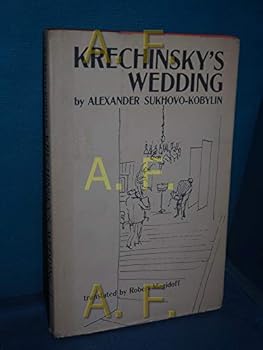 A. F.
KRECHINSKY'S
WEDDING
by ALEXANDER SUKHOVO-KOBYLIN
A. F.
A. F.
translated by Robert Magidoff
A. F.